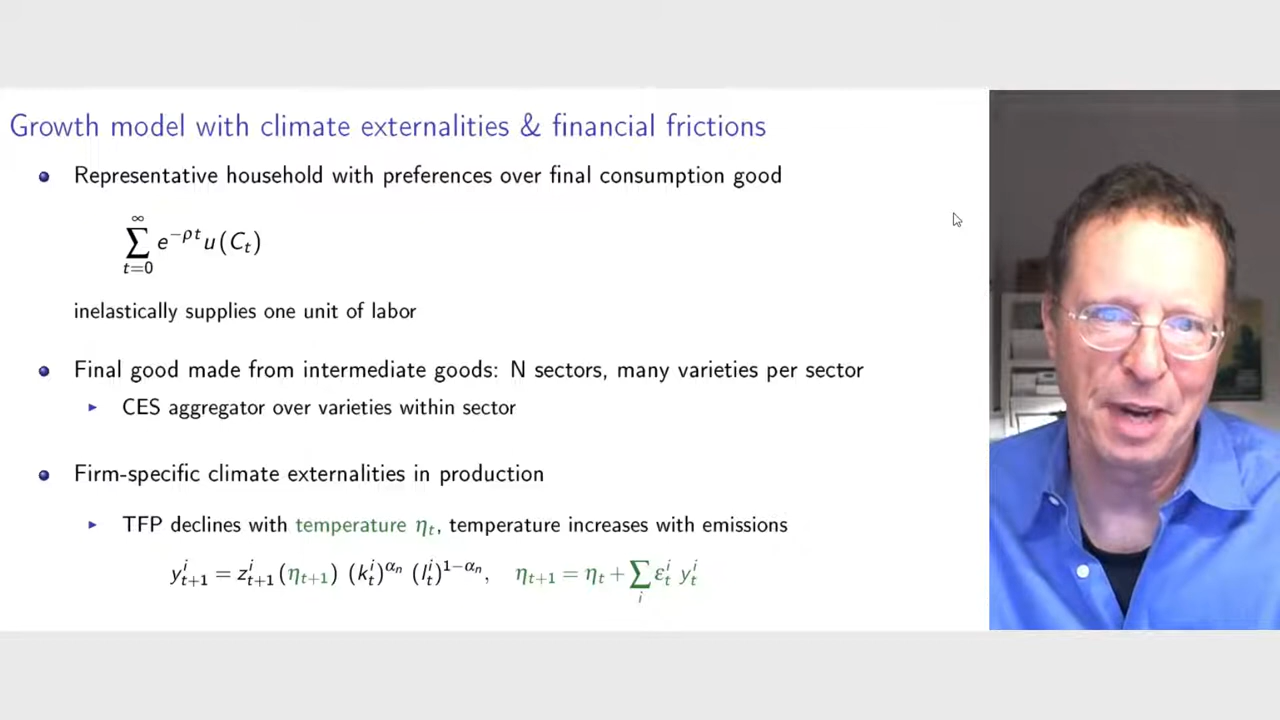 Growth model with climate externalities & financial frictions
Representative household with preferences over final consumption good
∑_{t=0}^{∞} e^{−ρt} u(C_t)
inelastically supplies one unit of labor
Final good made from intermediate goods: N sectors, many varieties per sector
CES aggregator over varieties within sector
Firm-specific climate externalities in production
TFP declines with temperature η_t, temperature increases with emissions
y^i_{t+1} = z^i_{t+1}(η_{t+1}) (k^i_t)^{α_n} (l^i_t)^{1−α_n}, η_{t+1} = η_t + ∑_i ε^i_t y^i_t